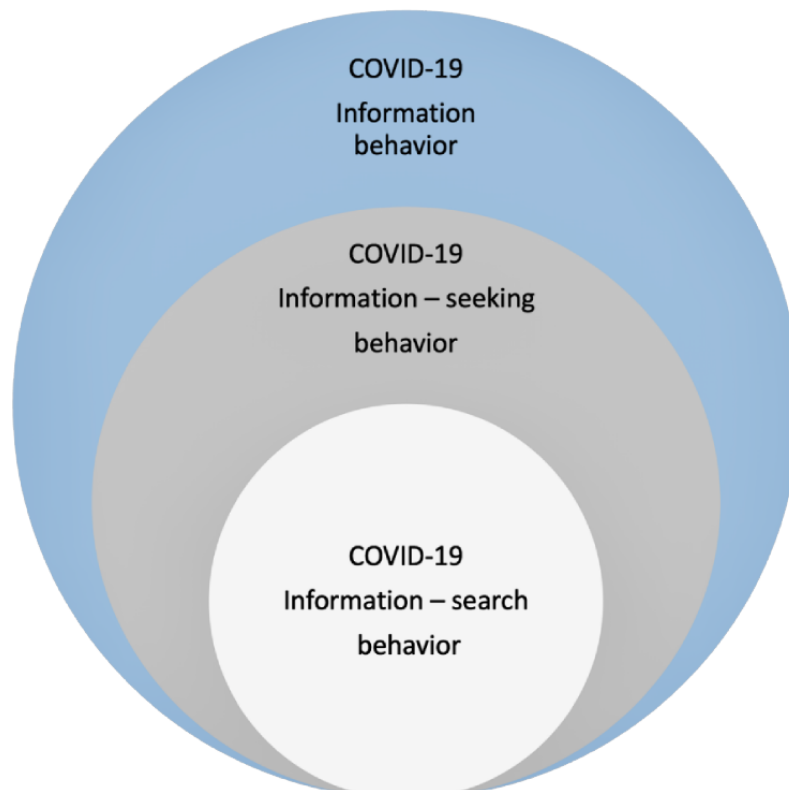 COVID-19
Information
behavior
COVID-19
Information – seeking
behavior
COVID-19
Information – search
behavior